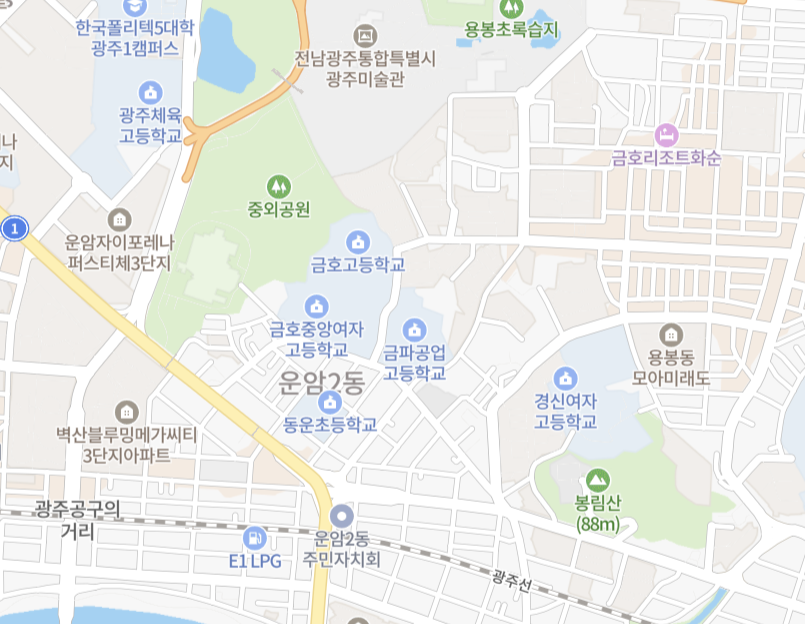 한국폴리텍5대학
광주1캠퍼스
용봉초록습지
전남광주통합특별시
광주미술관
광주체육
고등학교
레나
지
금호리조트화순
중외공원
1
운암자이포레나
퍼스티체3단지
금호고등학교
금호중앙여자
고등학교
금파공업
고등학교
용봉동
모아미래도
운암2동
경신여자
고등학교
동운초등학교
벽산블루밍메가씨티
3단지아파트
봉림산
(88m)
광주공구의
거리
운암2동
주민자치회
E1 LPG
광주선